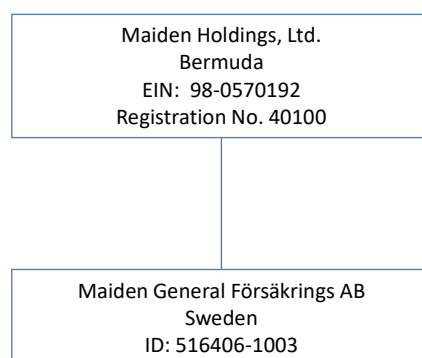 Maiden Holdings, Ltd.
Bermuda
EIN:  98-0570192
Registration No. 40100
Maiden General Försäkrings AB
Sweden
ID: 516406-1003